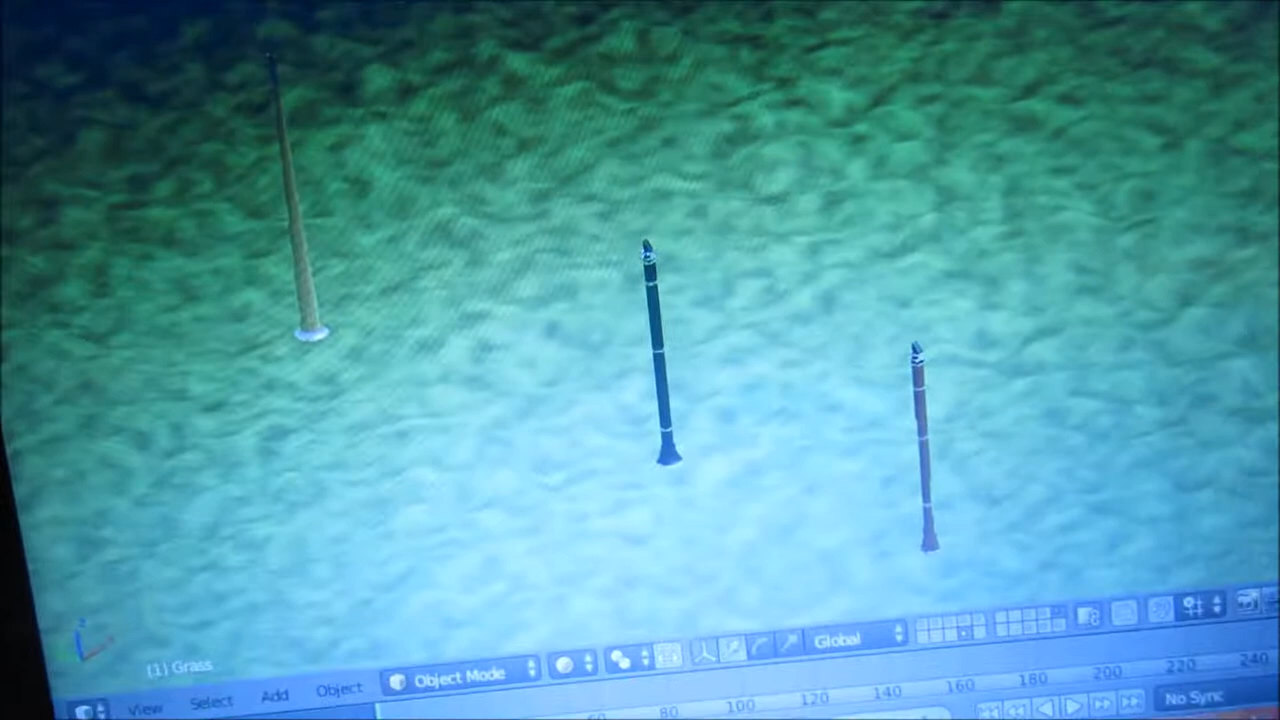 (1) Grass
View Select Add Object Object Mode Global
80 100 120 140 160 180 200 220 240 No Sync